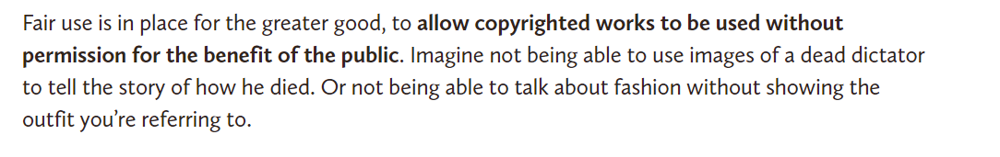 Fair use is in place for the greater good, to allow copyrighted works to be used without
permission for the benefit of the public. Imagine not being able to use images of a dead dictator
to tell the story of how he died. Or not being able to talk about fashion without showing the
outfit you’re referring to.